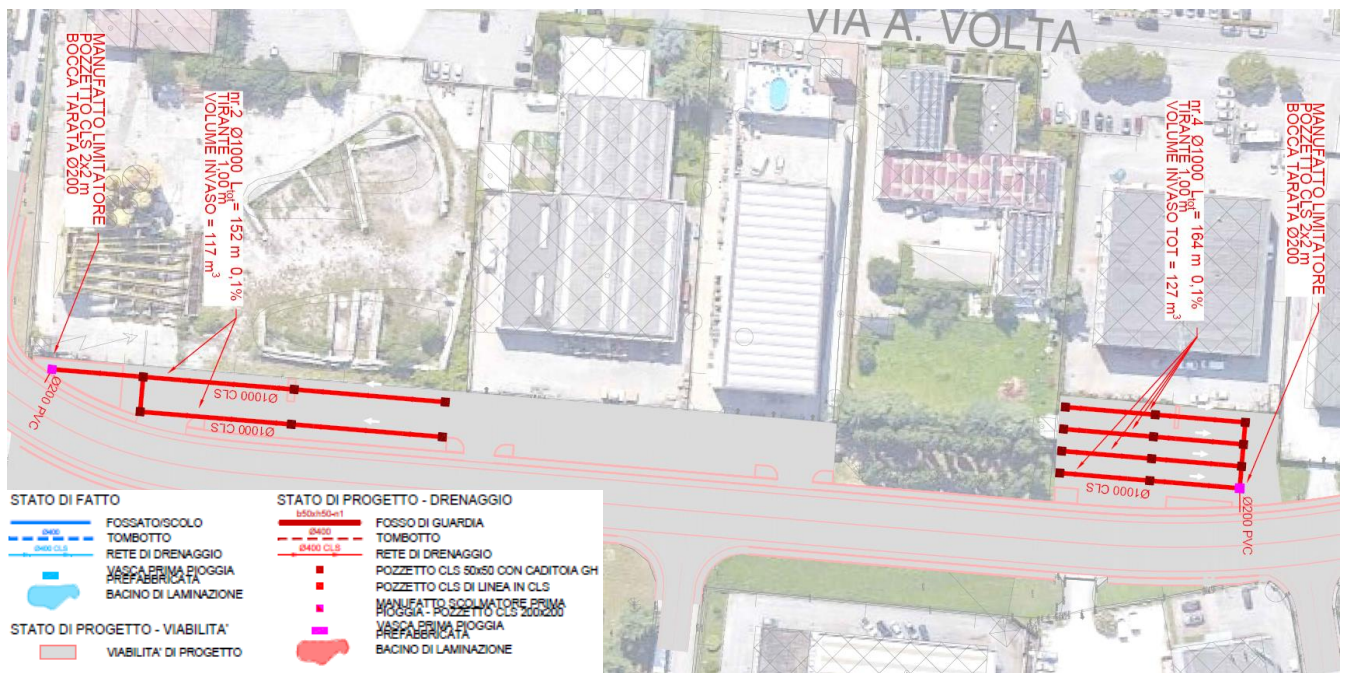 VIA A. VOLTA
MANUFATTO LIMITATORE
POZZETTO CLS 2x2 m
BOCCA TARATA Ø200
nr.2 Ø1000 Ltot= 152 m 0,1%
TIRANTE 1,00 m
VOLUME INVASO = 117 m³
nr.4 Ø1000 Ltot= 164 m 0,1%
TIRANTE 1,00 m
VOLUME INVASO TOT = 127 m³
MANUFATTO LIMITATORE
POZZETTO CLS 2x2 m
BOCCA TARATA Ø200
Ø200 PVC
Ø1000 CLS
Ø1000 CLS
Ø1000 CLS
Ø200 PVC
STATO DI FATTO
FOSSATO/SCOLO
Ø400
TOMBOTTO
Ø400 CLS
RETE DI DRENAGGIO
VASCA PRIMA PIOGGIA
PREFABBRICATA
BACINO DI LAMINAZIONE
STATO DI PROGETTO - VIABILITA'
VIABILITA' DI PROGETTO
STATO DI PROGETTO - DRENAGGIO
b50xh50-n1
FOSSO DI GUARDIA
Ø400
TOMBOTTO
Ø400 CLS
RETE DI DRENAGGIO
POZZETTO CLS 50x50 CON CADITOIA GH
POZZETTO CLS DI LINEA IN CLS
MANUFATTO SCOLMATORE PRIMA
PIOGGIA - POZZETTO CLS 200x200
VASCA PRIMA PIOGGIA
PREFABBRICATA
BACINO DI LAMINAZIONE